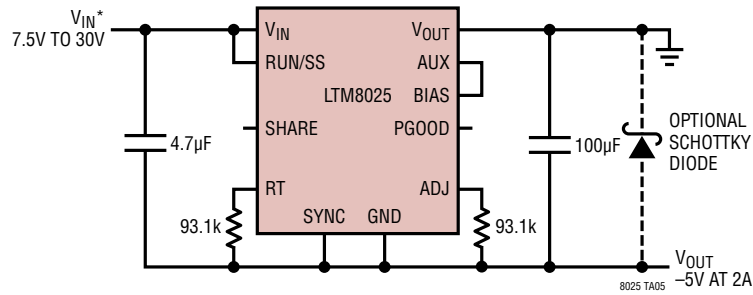 VIN*
7.5V TO 30V
VIN
VOUT
RUN/SS
AUX
LTM8025
BIAS
SHARE
PGOOD
4.7µF
100µF
OPTIONAL
SCHOTTKY
DIODE
RT
ADJ
93.1k
SYNC
GND
93.1k
VOUT
–5V AT 2A
8025 TA05